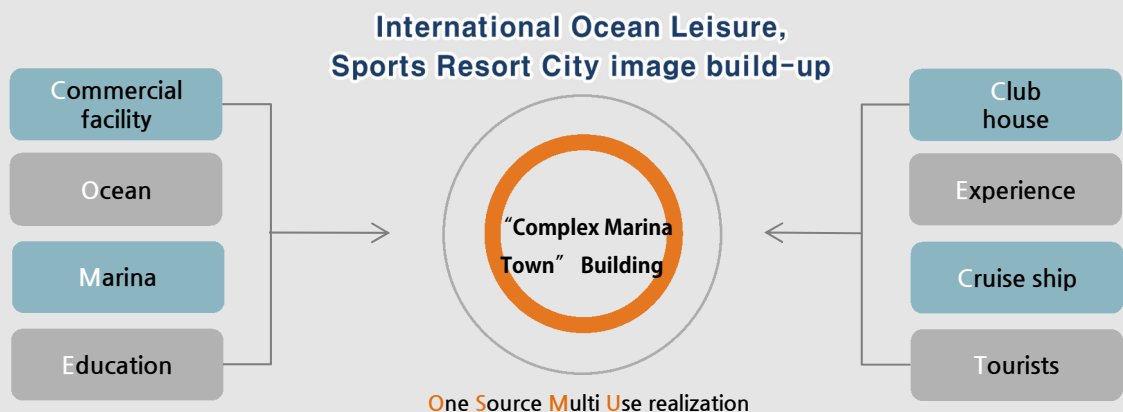 International Ocean Leisure,
Sports Resort City image build-up
Commercial
facility
Ocean
Marina
Education
"Complex Marina
Town" Building
Club
house
Experience
Cruise ship
Tourists
One Source Multi Use realization